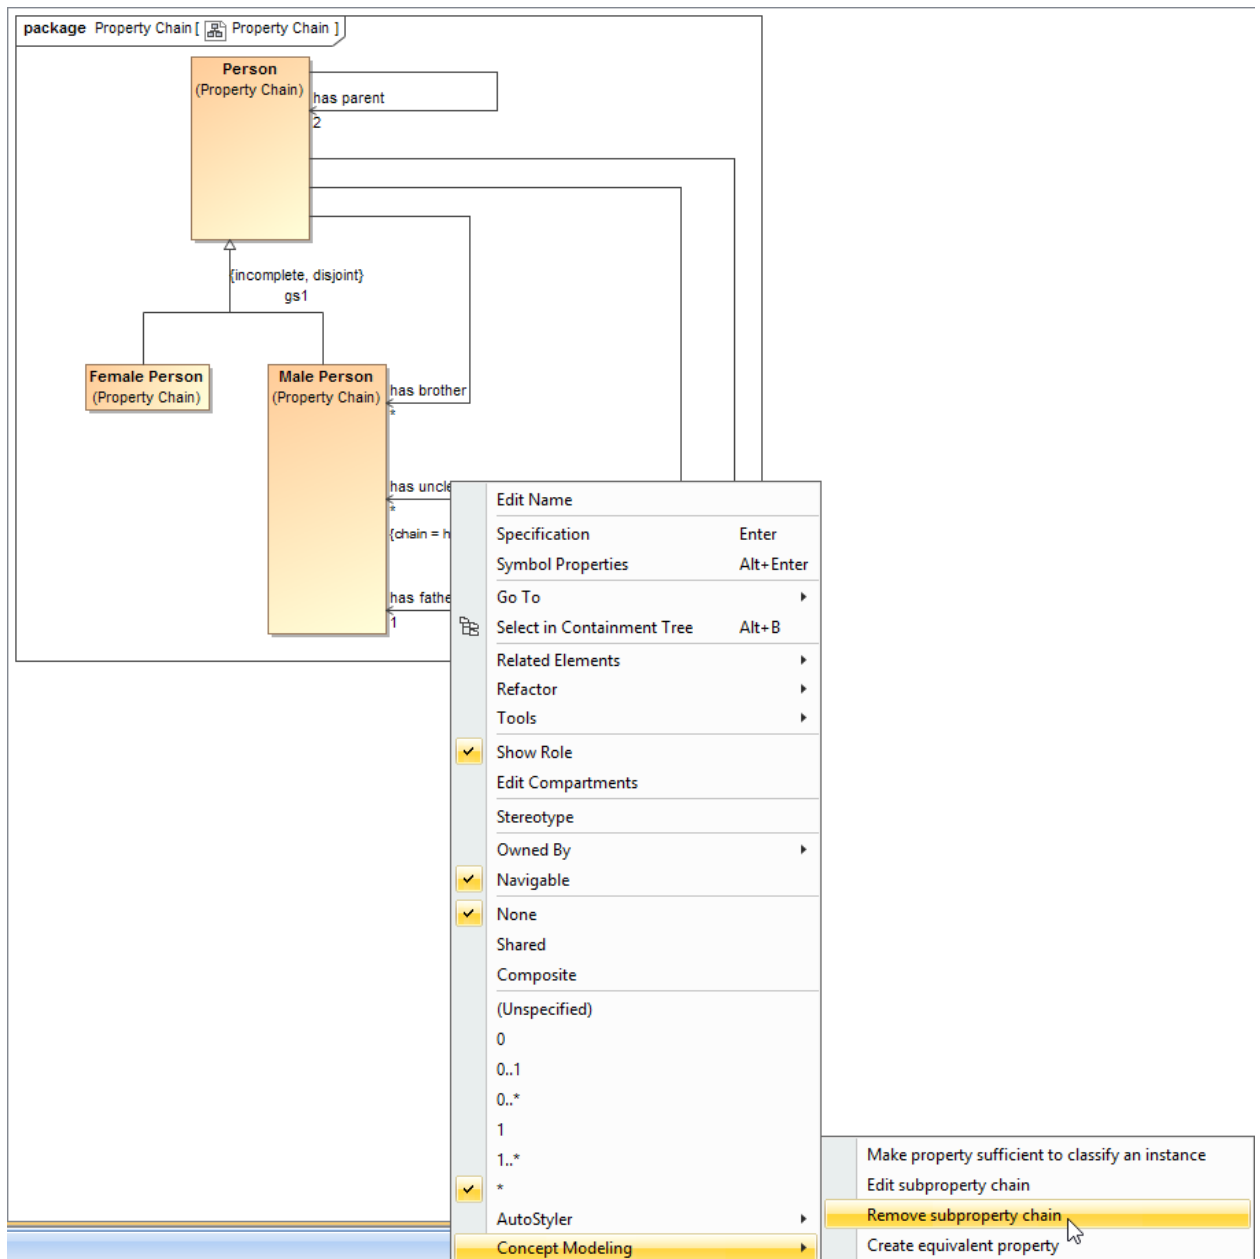 package Property Chain [ Property Chain ]
Person
(Property Chain)
has parent
2
{incomplete, disjoint}
gs1
Female Person
(Property Chain)
Male Person
(Property Chain)
has brother
*
has uncle
*
{chain = h
has fathe
1
Edit Name
Specification Enter
Symbol Properties Alt+Enter
Go To
Select in Containment Tree Alt+B
Related Elements
Refactor
Tools
Show Role
Edit Compartments
Stereotype
Owned By
Navigable
None
Shared
Composite
(Unspecified)
0
0..1
0..*
1
1..*
*
AutoStyler
Concept Modeling
Make property sufficient to classify an instance
Edit subproperty chain
Remove subproperty chain
Create equivalent property